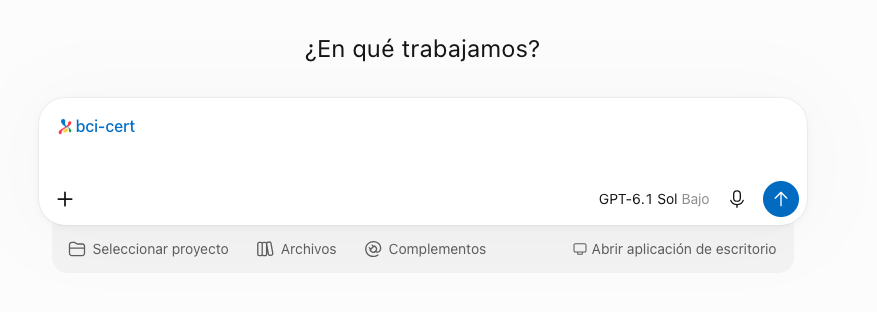 ¿En qué trabajamos?
bci-cert
GPT-6.1 Sol Bajo
Seleccionar proyecto Archivos Complementos Abrir aplicación de escritorio